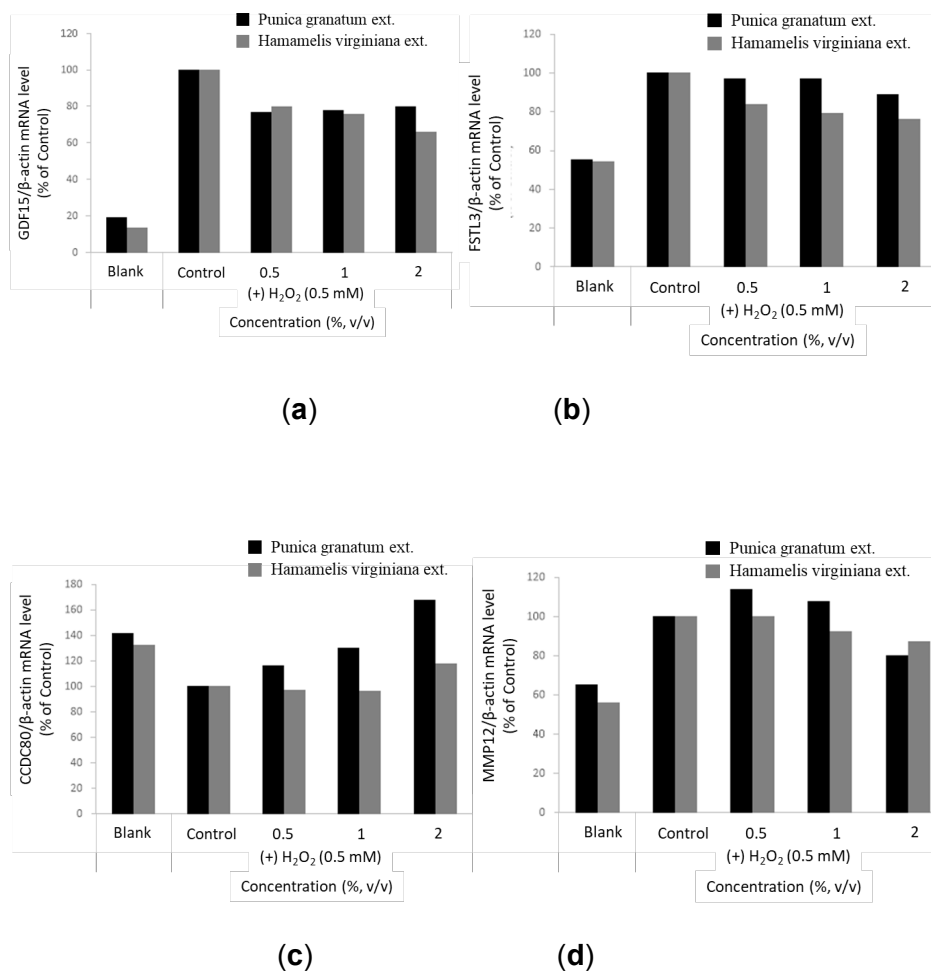 Punica granatum ext.
Hamamelis virginiana ext.
GDF15/β-actin mRNA level
(% of Control)
120
100
80
60
40
20
0
Blank
Control
0.5
1
2
(+) H₂O₂ (0.5 mM)
Concentration (%, v/v)
(a)
Punica granatum ext.
Hamamelis virginiana ext.
FSTL3/β-actin mRNA level
(% of Control)
120
100
80
60
40
20
0
Blank
Control
0.5
1
2
(+) H₂O₂ (0.5 mM)
Concentration (%, v/v)
(b)
Punica granatum ext.
Hamamelis virginiana ext.
CCDC80/β-actin mRNA level
(% of Control)
180
160
140
120
100
80
60
40
20
0
Blank
Control
0.5
1
2
(+) H₂O₂ (0.5 mM)
Concentration (%, v/v)
(c)
Punica granatum ext.
Hamamelis virginiana ext.
MMP12/β-actin mRNA level
(% of Control)
120
100
80
60
40
20
0
Blank
Control
0.5
1
2
(+) H₂O₂ (0.5 mM)
Concentration (%, v/v)
(d)